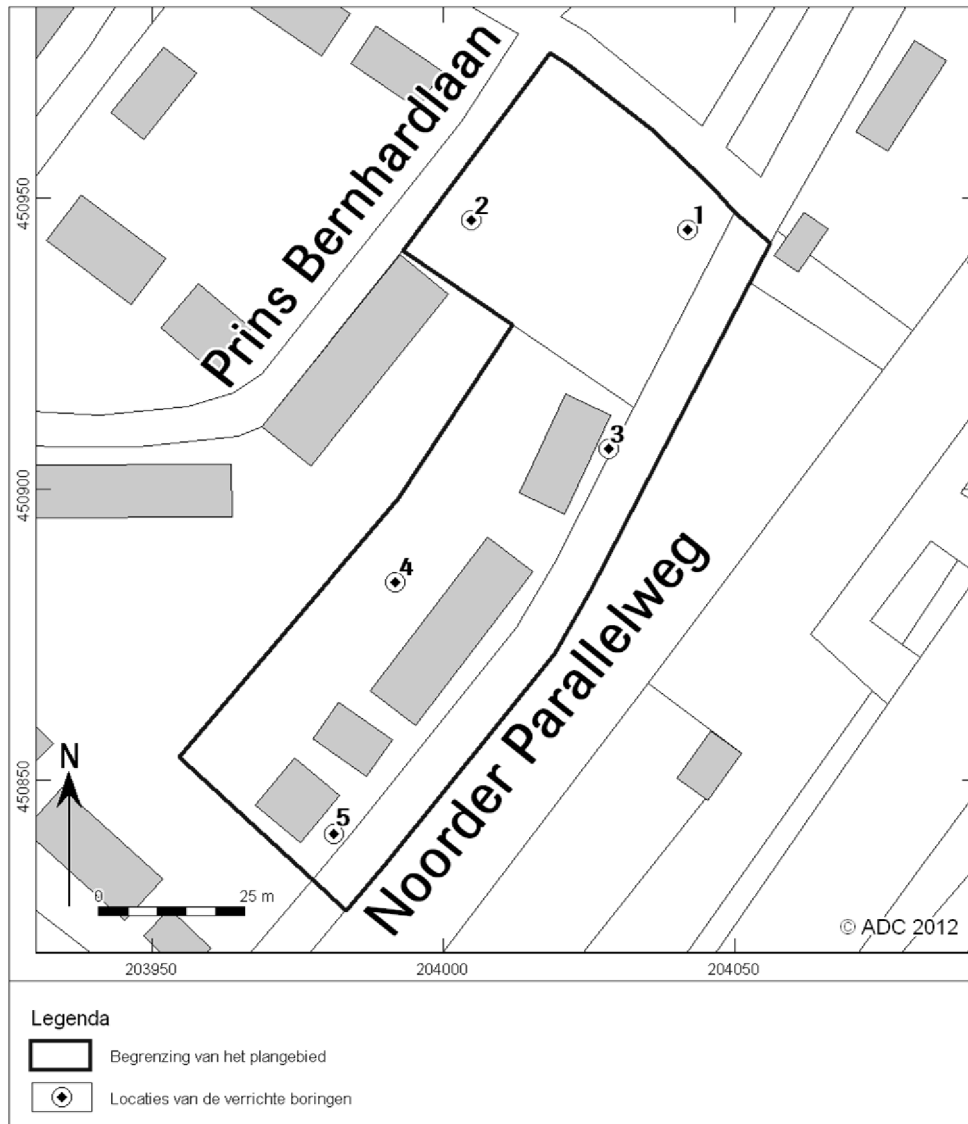 Prins Bernhardlaan
450950
2
1
3
450900
4
Noorder Parallelweg
N
450850
5
0
25 m
© ADC 2012
203950
204000
204050
Legenda
Begrenzing van het plangebied
Locaties van de verrichte boringen